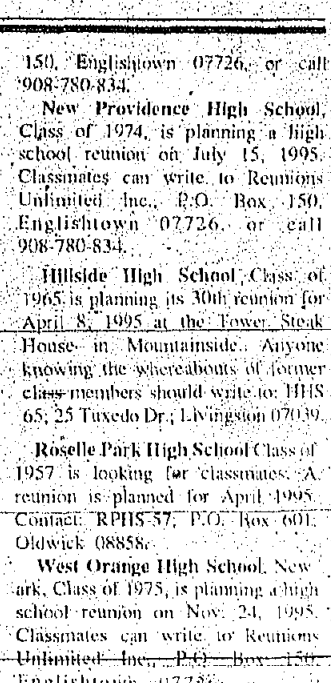 150, Englishtown 07726, or call
908-780-834.
New Providence High School,
Class of 1974, is planning a high
school reunion on July 15, 1995.
Classmates can write to Reunions
Unlimited Inc., P.O. Box 150,
Englishtown 07726, or call
908-780-834.
Hillside High School Class of
1965 is planning its 30th reunion for
April 8, 1995 at the Tower Steak
House in Mountainside. Anyone
knowing the whereabouts of former
class members should write to: HHS
65, 25 Tuxedo Dr., Livingston 07039.
Roselle Park High School Class of
1957 is looking for classmates. A
reunion is planned for April 1995.
Contact: RPHS-57, P.O. Box 601,
Oldwick 08858.
West Orange High School, New-
ark, Class of 1975, is planning a high
school reunion on Nov. 24, 1995.
Classmates can write to Reunions
Unlimited Inc., P.O. Box 150,
Englishtown